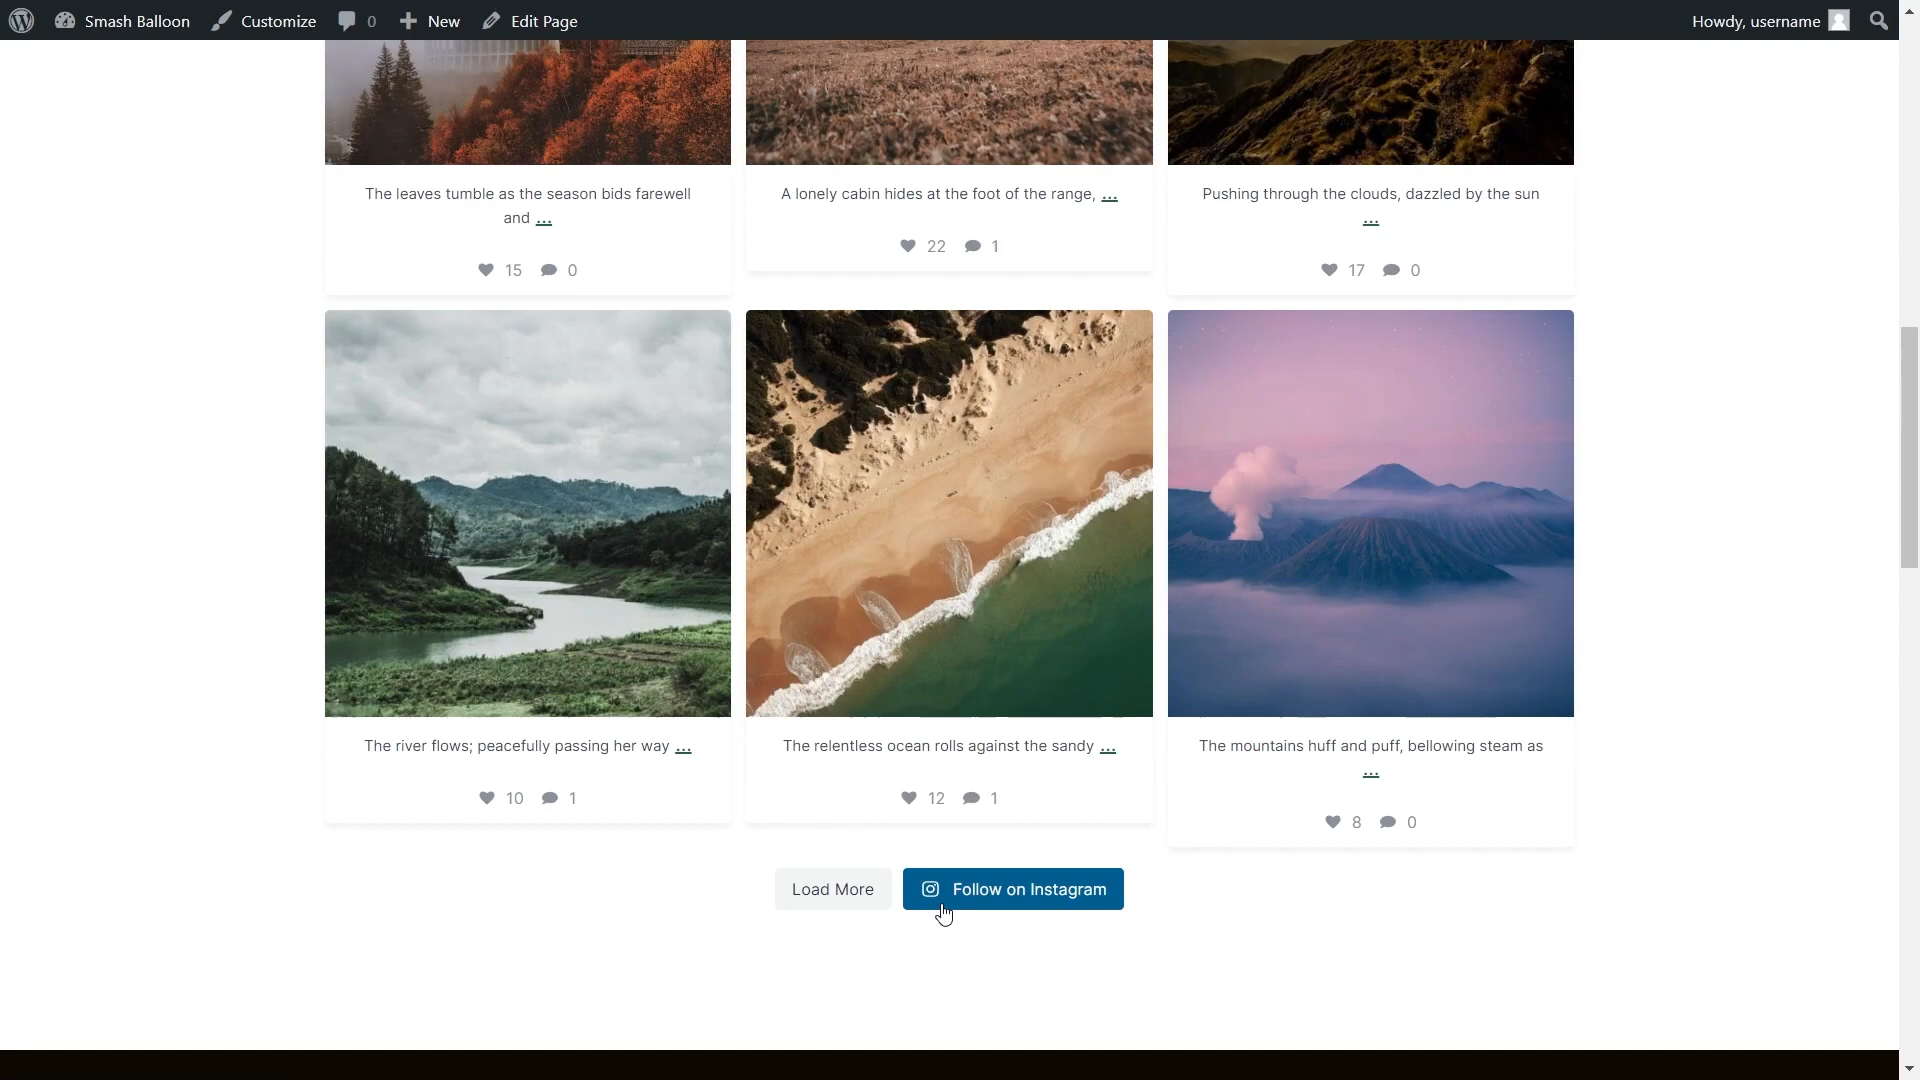 Smash Balloon Customize 0 New Edit Page Howdy, username
The leaves tumble as the season bids farewell
and ...
15 0
A lonely cabin hides at the foot of the range, ...
22 1
Pushing through the clouds, dazzled by the sun
...
17 0
The river flows; peacefully passing her way ...
10 1
The relentless ocean rolls against the sandy ...
12 1
The mountains huff and puff, bellowing steam as
...
8 0
Load More Follow on Instagram